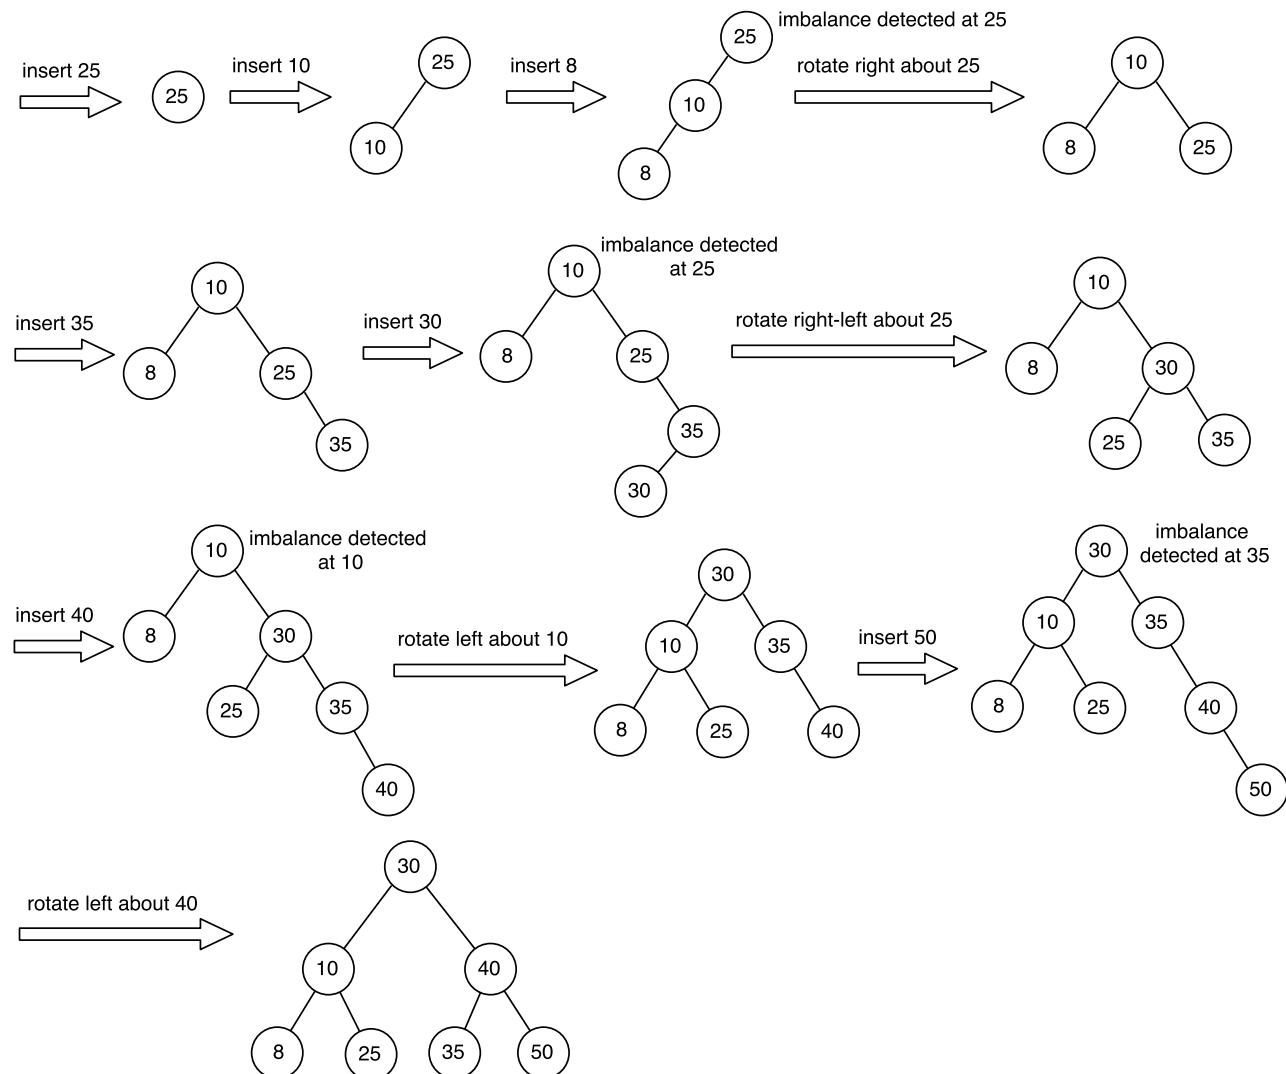 insert 25
25
insert 10
25
10
insert 8
25
10
8
imbalance detected at 25
rotate right about 25
10
8
25
insert 35
10
8
25
35
insert 30
10
8
25
35
30
imbalance detected
at 25
rotate right-left about 25
10
8
30
25
35
insert 40
10
8
30
25
35
40
imbalance detected
at 10
rotate left about 10
30
10
35
8
25
40
insert 50
30
10
35
8
25
40
50
imbalance
detected at 35
rotate left about 40
30
10
40
8
25
35
50